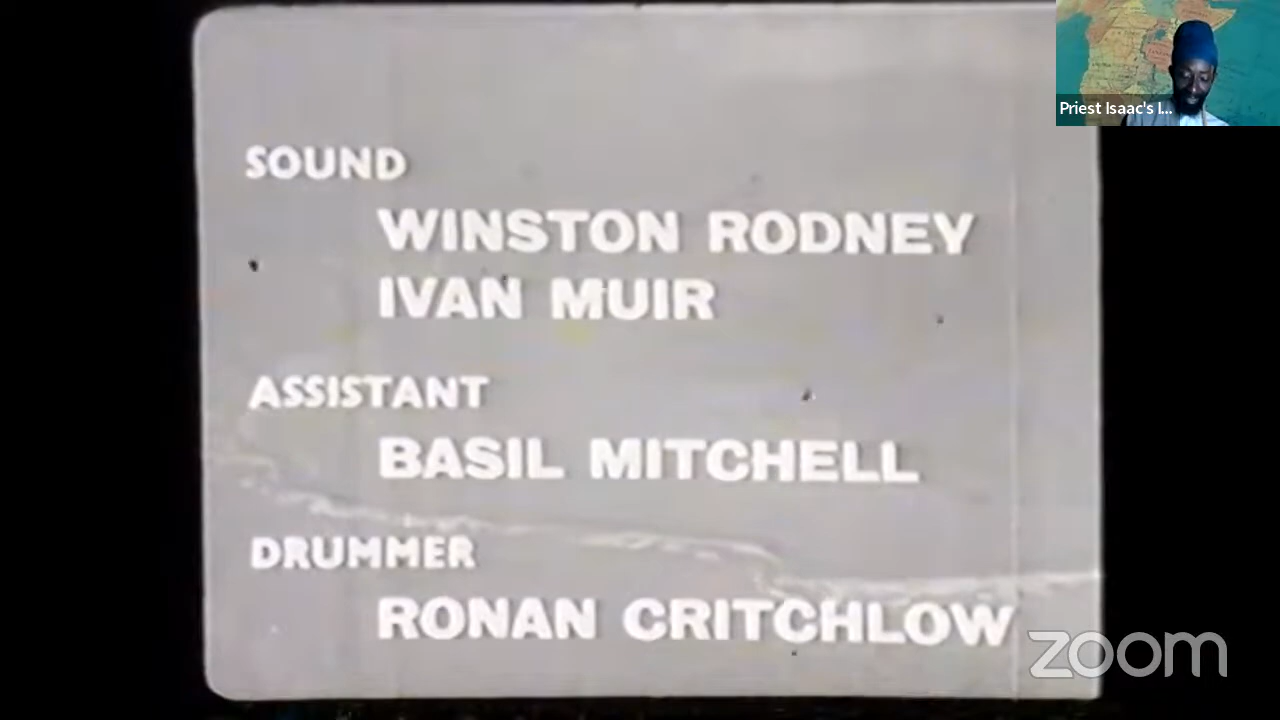 Priest Isaac's I...
SOUND
WINSTON RODNEY
IVAN MUIR
ASSISTANT
BASIL MITCHELL
DRUMMER
RONAN CRITCHLOW
zoom